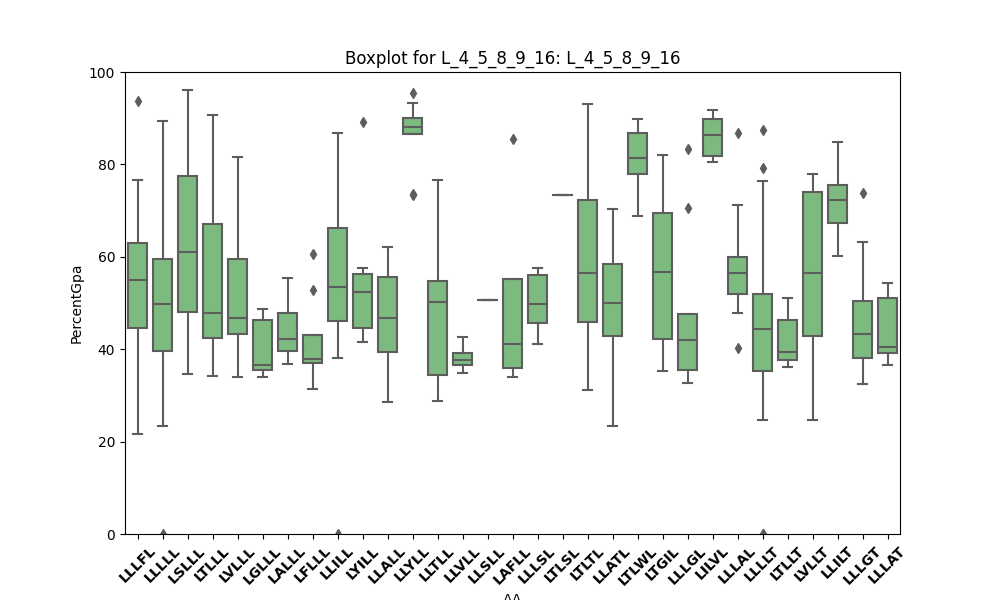 Boxplot for L_4_5_8_9_16: L_4_5_8_9_16
PercentGpa
100
80
60
40
20
0
LLLFL
LLLLL
LSLLL
LTLLL
LVLLL
LGLLL
LALLL
LFLLL
LLILL
LYILL
LLALL
LLYLL
LLTLL
LLVLL
LLSLL
LAFLL
LLLSL
LTLSL
LTLTL
LLATL
LTLWL
LTGIL
LLLGL
LILVL
LLLAL
LLLLT
LTLLT
LVLLT
LLILT
LLLGT
LLLAT
AA